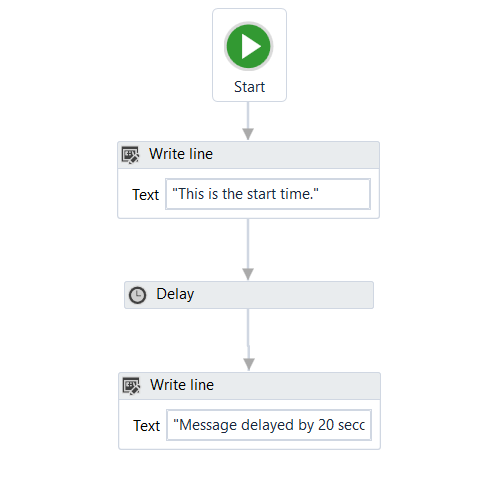 Start
Write line
Text "This is the start time."
Delay
Write line
Text "Message delayed by 20 secc